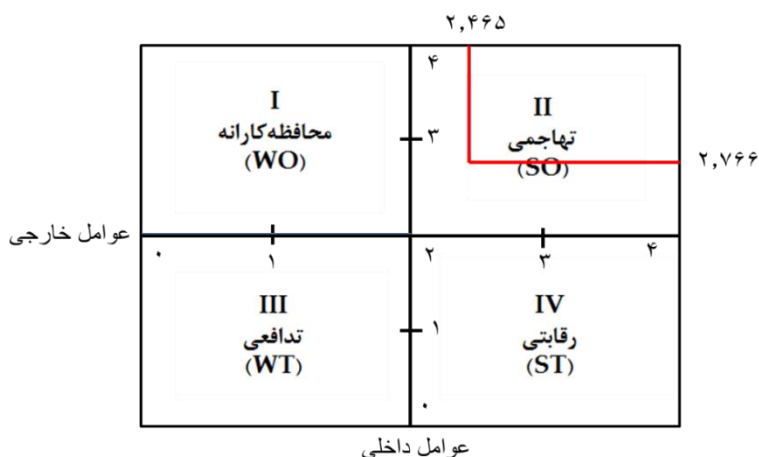 ۲,۴۶۵
۴
I
محافظه‌کارانه
(WO)
۳
II
تهاجمی
(SO)
۲,۷۶۶
عوامل خارجی
۰
۱
۲
۳
۴
III
تدافعی
(WT)
۱
IV
رقابتی
(ST)
۰
عوامل داخلی